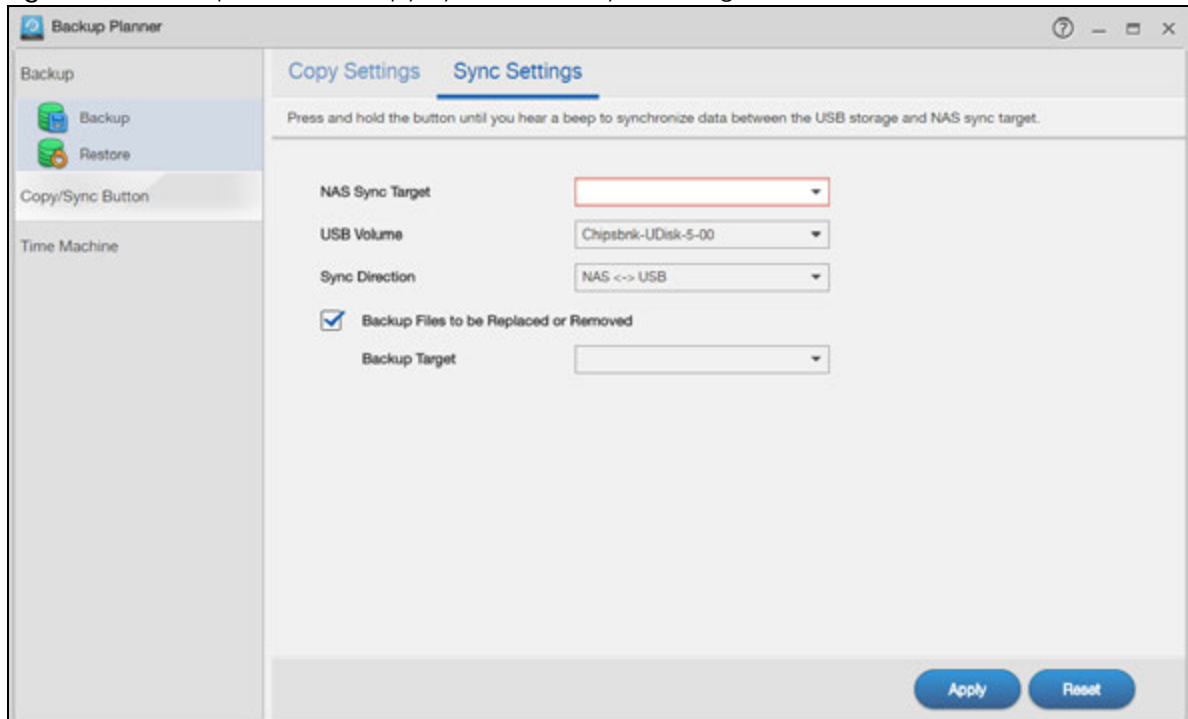 Backup Planner
Backup
Backup
Restore
Copy/Sync Button
Time Machine
Copy Settings Sync Settings
Press and hold the button until you hear a beep to synchronize data between the USB storage and NAS sync target.
NAS Sync Target
USB Volume Chipsbnk-UDisk-5-00
Sync Direction NAS <-> USB
Backup Files to be Replaced or Removed
Backup Target
Apply Reset